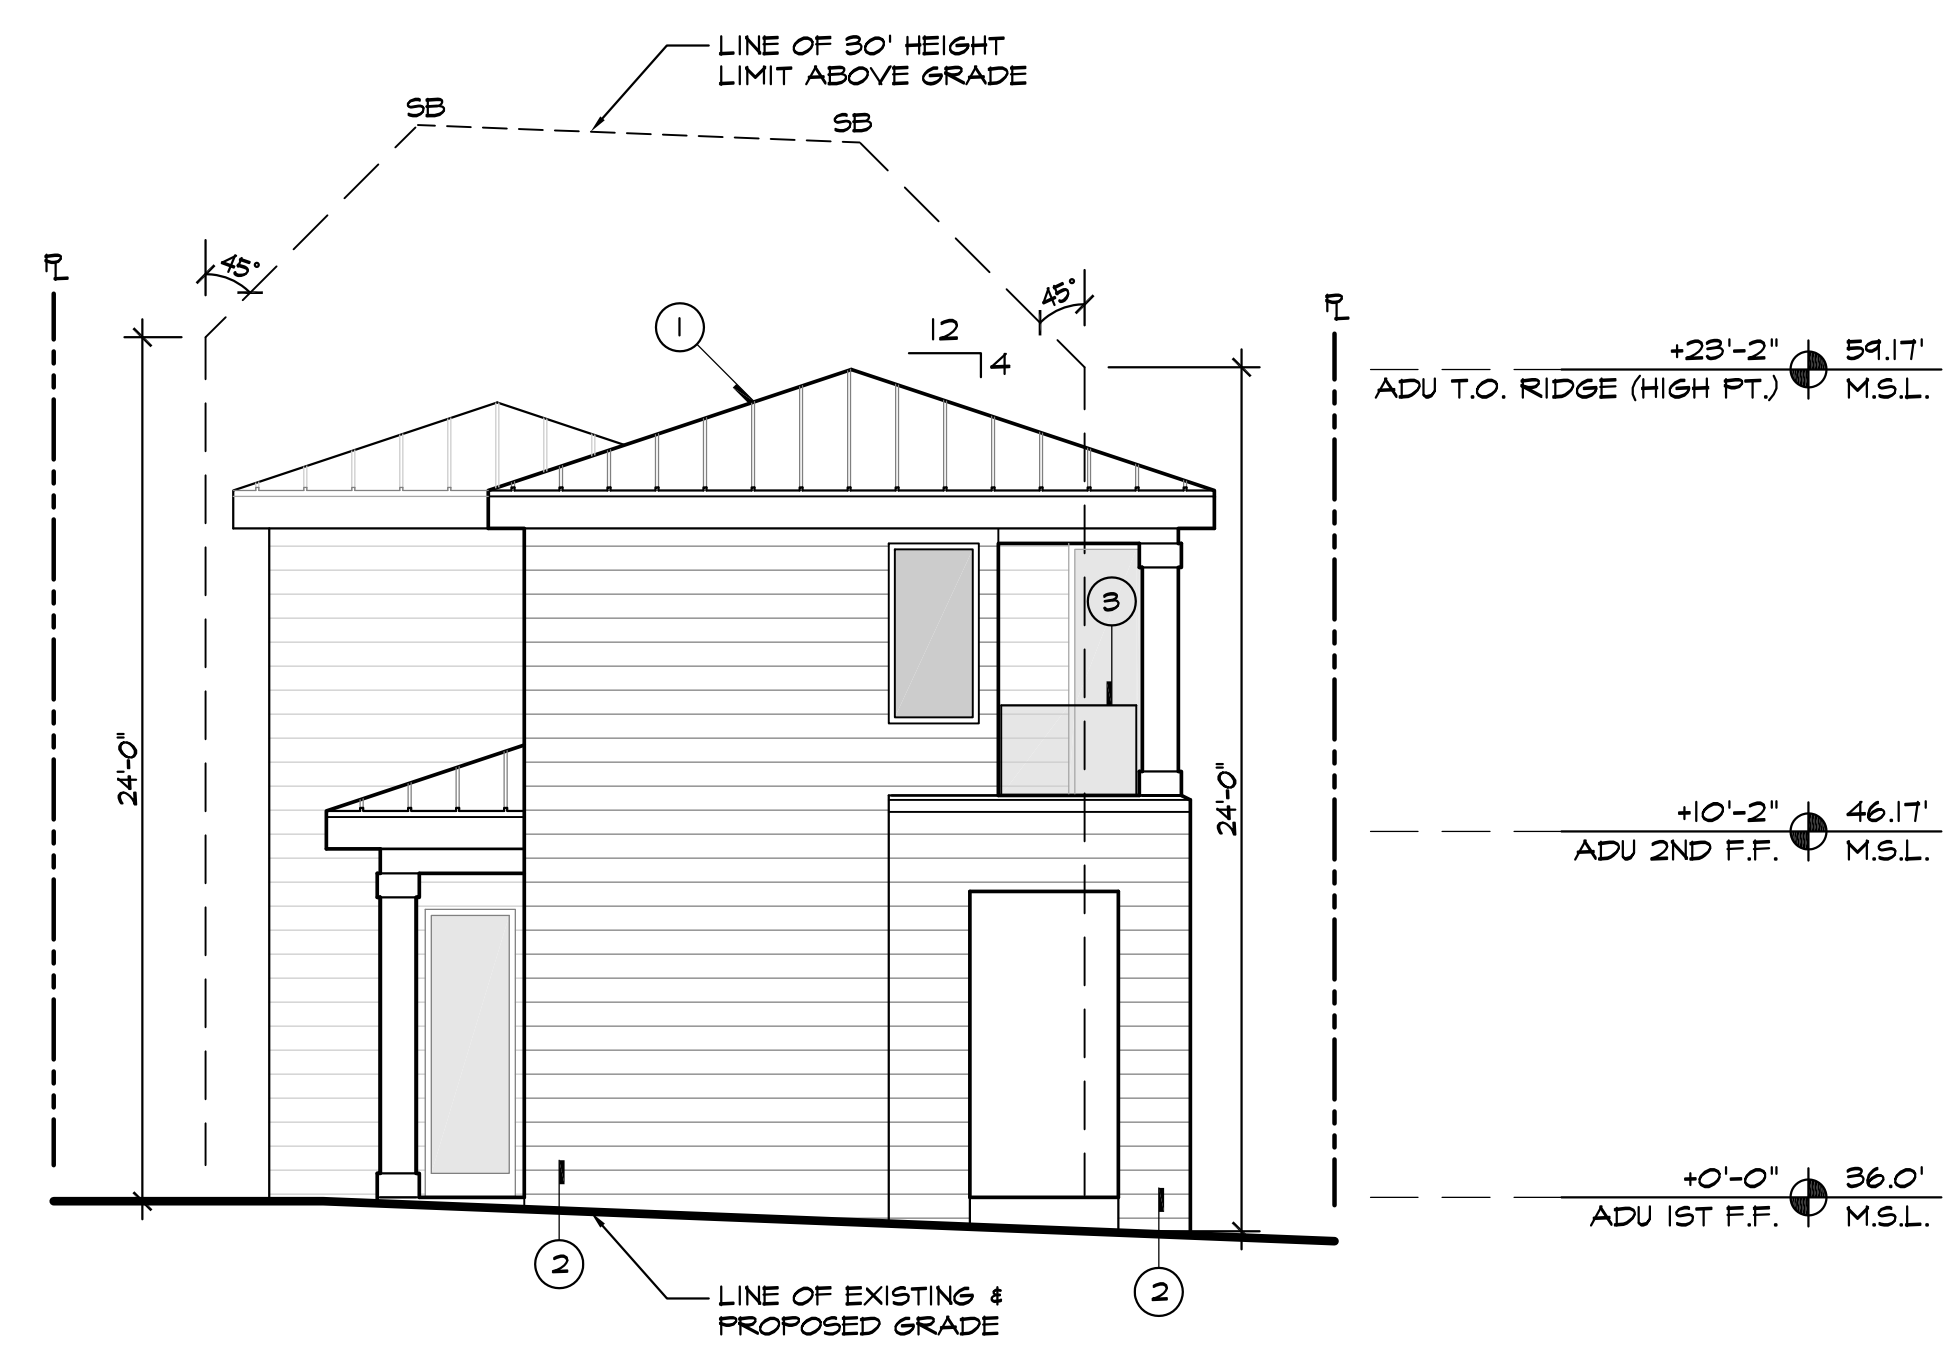 LINE OF 30' HEIGHT
LIMIT ABOVE GRADE
SB
SB
PL
45°
45°
PL
1
12
4
+23'-2" 59.17'
ADU T.O. RIDGE (HIGH PT.) M.S.L.
3
24'-0"
24'-0"
+10'-2" 46.17'
ADU 2ND F.F. M.S.L.
+0'-0" 36.0'
ADU 1ST F.F. M.S.L.
2
2
LINE OF EXISTING &
PROPOSED GRADE